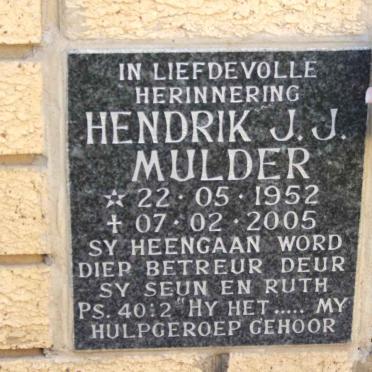 IN LIEFDEVOLLE
HERINNERING
HENDRIK J. J.
MULDER
☆ 22 · 05 · 1952
✝ 07 · 02 · 2005
SY HEENGAAN WORD
DIEP BETREUR DEUR
SY SEUN EN RUTH
PS. 40:2 "HY HET..... MY
HULPGEROEP GEHOOR